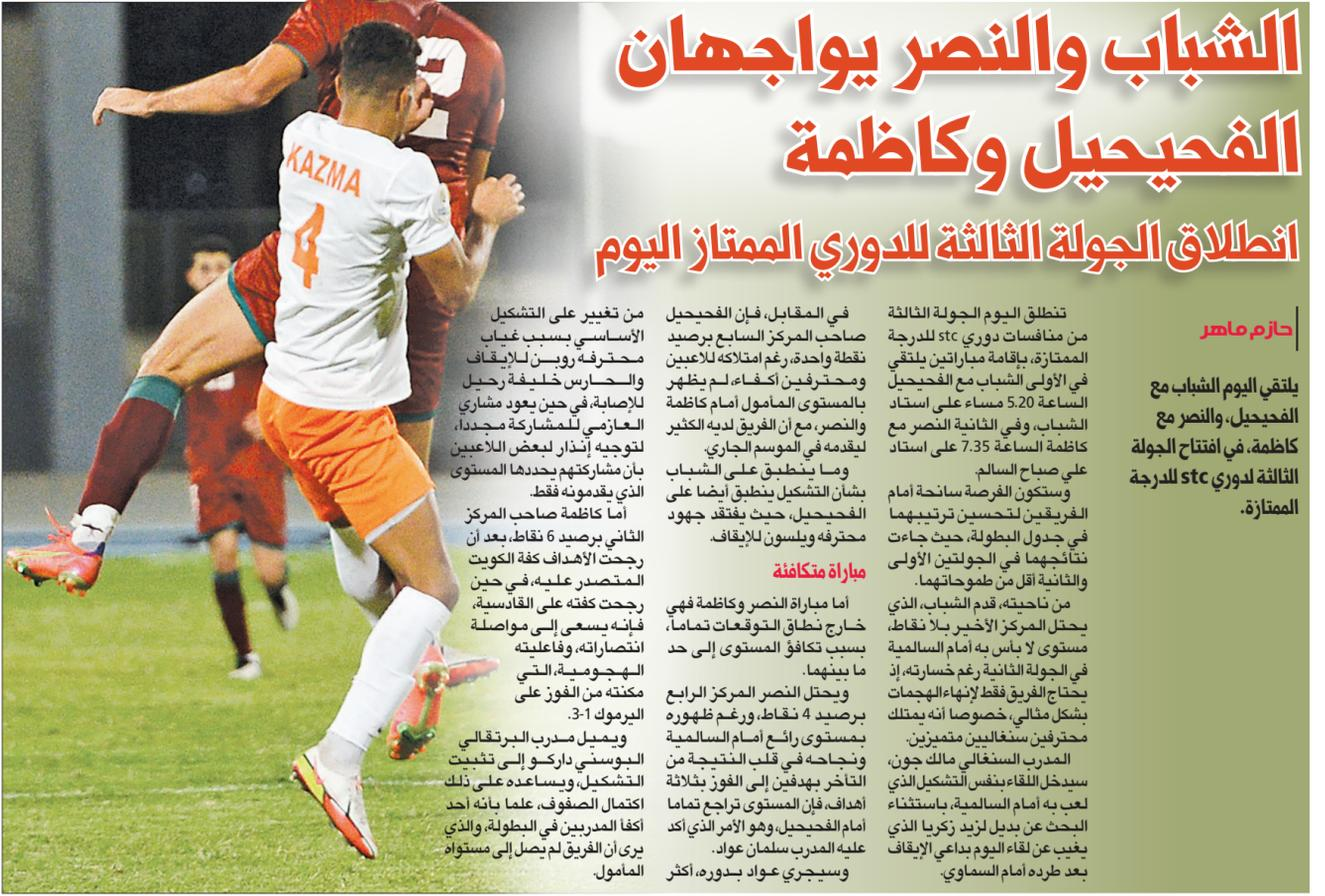 الشباب والنصر يواجهان
الفحيحيل وكاظمة
انطلاق الجولة الثالثة للدوري الممتاز اليوم
حازم ماهر
يلتقي اليوم الشباب مع
الفحيحيل، والنصر مع
كاظمة، في افتتاح الجولة
الثالثة لدوري stc للدرجة
الممتازة.
تنطلق اليوم الجولة الثالثة
من منافسات دوري stc للدرجة
الممتازة، بإقامة مباراتين يلتقي
في الأولى الشباب مع الفحيحيل
الساعة 5.20 مساء على استاد
الشباب، وفي الثانية النصر مع
كاظمة الساعة 7.35 على استاد
علي صباح السالم.
وستكون الفرصة سانحة أمام
الفريقين لتحسين ترتيبهما
في جدول البطولة، حيث جاءت
نتائجهما في الجولتين الأولى
والثانية أقل من طموحاتهما.
من ناحيته، قدم الشباب، الذي
يحتل المركز الأخير بلا نقاط،
مستوى لا بأس به أمام السالمية
في الجولة الثانية رغم خسارته، إذ
يحتاج الفريق فقط لإنهاء الهجمات
بشكل مثالي، خصوصا أنه يمتلك
محترفين سنغاليين متميزين.
المدرب السنغالي مالك جون،
سيدخل اللقاء بنفس التشكيل الذي
لعب به أمام السالمية، باستثناء
البحث عن بديل لزيد زكريا الذي
يغيب عن لقاء اليوم بداعي الإيقاف
بعد طرده أمام السماوي.
في المقابل، فإن الفحيحيل
صاحب المركز السابع برصيد
نقطة واحدة، رغم امتلاكه للاعبين
ومحترفين أكفاء، لم يظهر
بالمستوى المأمول أمام كاظمة
والنصر، مع أن الفريق لديه الكثير
ليقدمه في الموسم الجاري.
وما ينطبق على الشباب
بشأن التشكيل ينطبق أيضا على
الفحيحيل، حيث يفتقد جهود
محترفه ويلسون للإيقاف.
مباراة متكافئة
أما مباراة النصر وكاظمة فهي
خارج نطاق التوقعات تماما،
بسبب تكافؤ المستوى إلى حد
ما بينهما.
ويحتل النصر المركز الرابع
برصيد 4 نقاط، ورغم ظهوره
بمستوى رائع أمام السالمية
ونجاحه في قلب النتيجة من
التأخر بهدفين إلى الفوز بثلاثة
أهداف، فإن المستوى تراجع تماما
أمام الفحيحيل، وهو الأمر الذي أكد
عليه المدرب سلمان عواد.
وسيجري عواد بدوره، أكثر
من تغيير على التشكيل
الأساسي بسبب غياب
محترفه روبن للإيقاف
والحارس خليفة رحيل
للإصابة، في حين يعود مشاري
العازمي للمشاركة مجددا،
لتوجيه إنذار لبعض اللاعبين
بأن مشاركتهم يحددها المستوى
الذي يقدمونه فقط.
أما كاظمة صاحب المركز
الثاني برصيد 6 نقاط، بعد أن
رجحت الأهداف كفة الكويت
المتصدر عليه، في حين
رجحت كفته على القادسية،
فإنه يسعى إلى مواصلة
انتصاراته، وفاعليته
الهجومية، التي
مكنته من الفوز على
اليرموك 1-3.
ويميل مدرب البرتقالي
البوسني داركو إلى تثبيت
التشكيل، ويساعده على ذلك
اكتمال الصفوف، علما بأنه أحد
أكفأ المدربين في البطولة، والذي
يرى أن الفريق لم يصل إلى مستواه
المأمول.
KAZMA
4